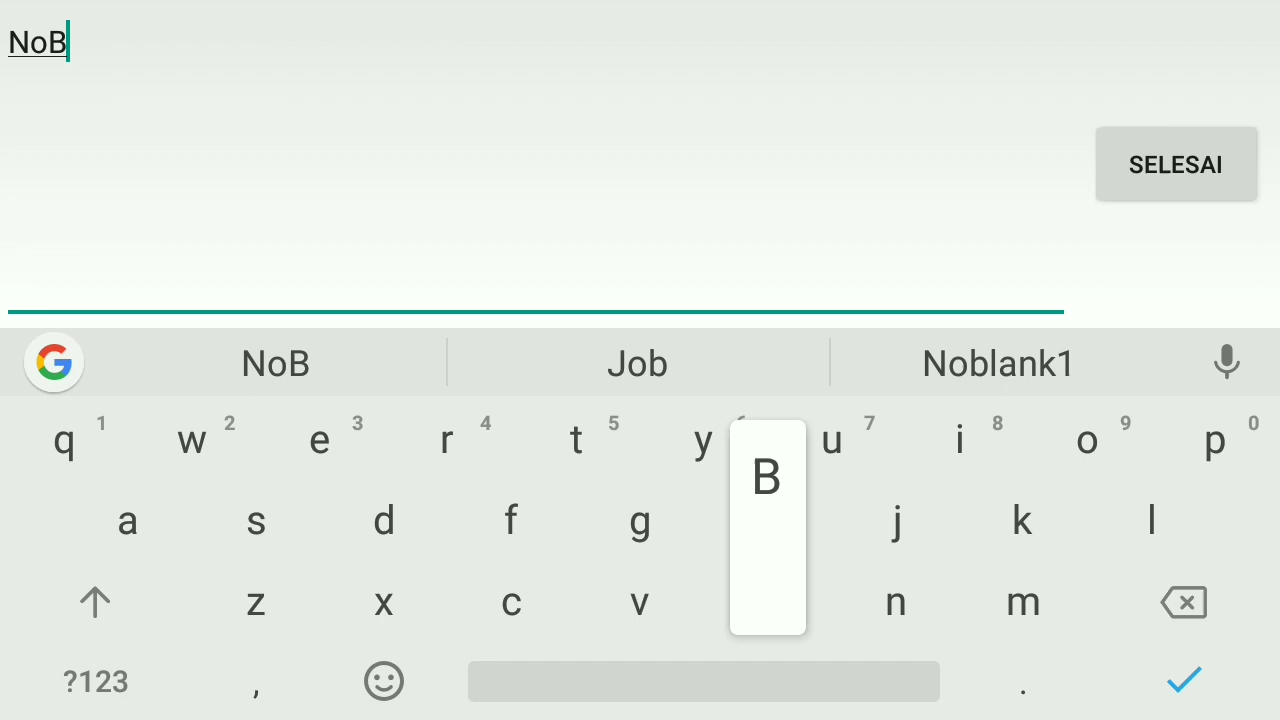 NoB
SELESAI
NoB Job Noblank1
q 1 w 2 e 3 r 4 t 5 y u 7 i 8 o 9 p 0
a s d f g B j k l
z x c v n m
?123 , .